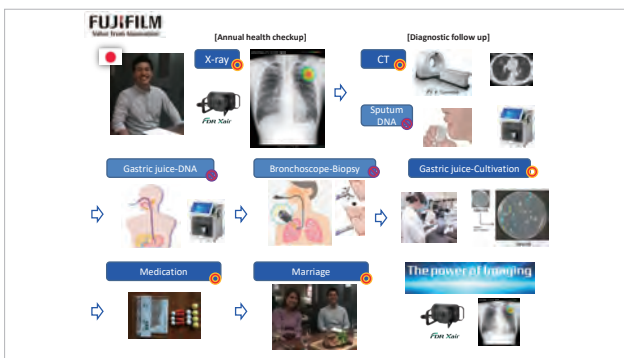 FUJIFILM
Value from Innovation
[Annual health checkup]
[Diagnostic follow up]
X-ray
FDR Xair
CT
Sputum
DNA
Gastric juice-DNA
Bronchoscope-Biopsy
Gastric juice-Cultivation
Medication
Marriage
The power of Imaging
FDR Xair